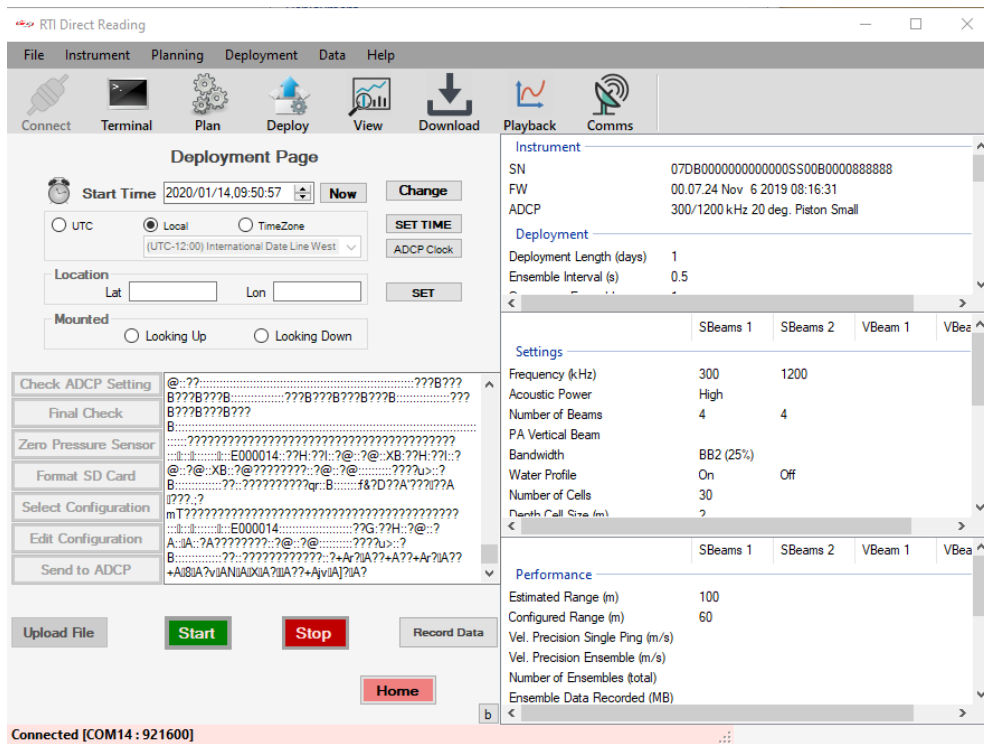 RTI Direct Reading
File Instrument Planning Deployment Data Help
Connect Terminal Plan Deploy View Download Playback Comms
Deployment Page
Start Time 2020/01/14,09:50:57 Now Change
UTC Local TimeZone SET TIME
(UTC-12:00) International Date Line West ADCP Clock
Location
Lat Lon SET
Mounted
Looking Up Looking Down
Check ADCP Setting
Final Check
Zero Pressure Sensor
Format SD Card
Select Configuration
Edit Configuration
Send to ADCP
Upload File Start Stop Record Data
Home
b
Instrument
SN 07DB0000000000000SS00B0000888888
FW 00.07.24 Nov 6 2019 08:16:31
ADCP 300/1200 kHz 20 deg. Piston Small
Deployment
Deployment Length (days) 1
Ensemble Interval (s) 0.5
SBeams 1 SBeams 2 VBeam 1 VBea
Settings
Frequency (kHz) 300 1200
Acoustic Power High
Number of Beams 4 4
PA Vertical Beam
Bandwidth BB2 (25%)
Water Profile On Off
Number of Cells 30
Depth Cell Size (m) 2
SBeams 1 SBeams 2 VBeam 1 VBea
Performance
Estimated Range (m) 100
Configured Range (m) 60
Vel. Precision Single Ping (m/s)
Vel. Precision Ensemble (m/s)
Number of Ensembles (total)
Ensemble Data Recorded (MB)
Connected [COM14 : 921600]